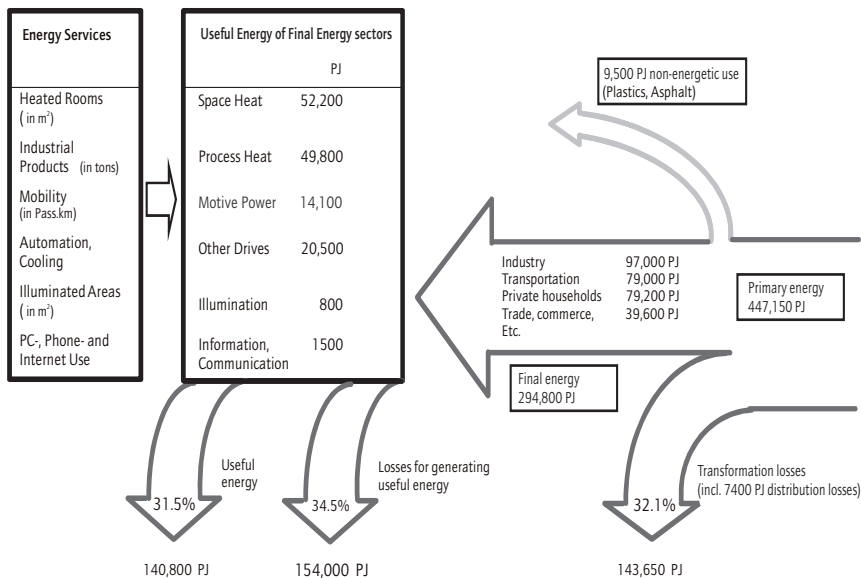 Energy Services
Heated Rooms
( in m²)
Industrial
Products (in tons)
Mobility
(in Pass.km)
Automation,
Cooling
Illuminated Areas
( in m²)
PC-, Phone- and
Internet Use
Useful Energy of Final Energy sectors
PJ
Space Heat 52,200
Process Heat 49,800
Motive Power 14,100
Other Drives 20,500
Illumination 800
Information, 1500
Communication
9,500 PJ non-energetic use
(Plastics, Asphalt)
Industry 97,000 PJ
Transportation 79,000 PJ
Private households 79,200 PJ
Trade, commerce, 39,600 PJ
Etc.
Primary energy
447,150 PJ
Final energy
294,800 PJ
Useful
energy
31.5%
140,800 PJ
Losses for generating
useful energy
34.5%
154,000 PJ
Transformation losses
(incl. 7400 PJ distribution losses)
32.1%
143,650 PJ